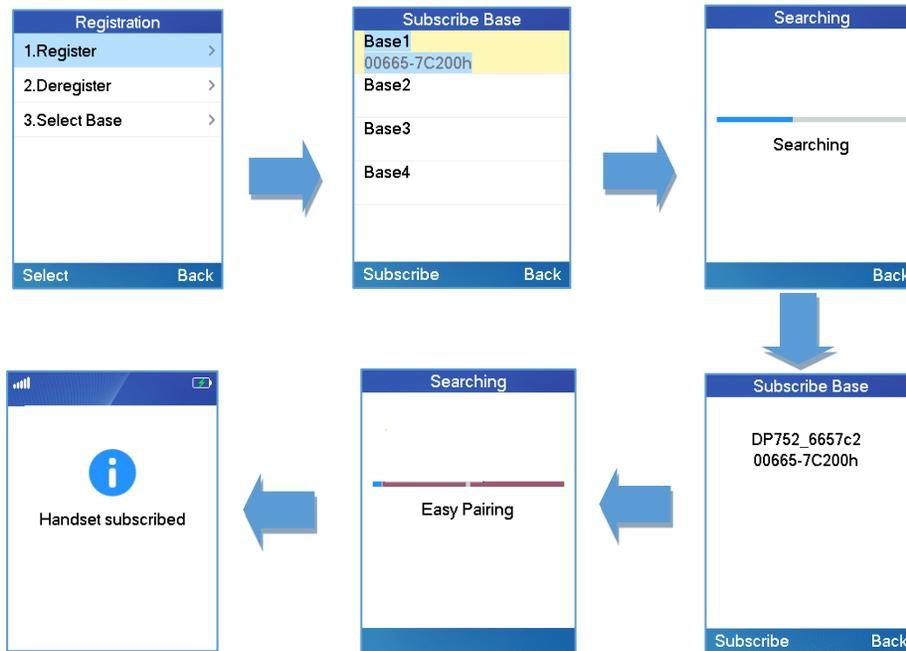 Registration
1.Register
2.Deregister
3.Select Base
Select Back
Subscribe Base
Base1
00665-7C200h
Base2
Base3
Base4
Subscribe Back
Searching
Searching
Back
Subscribe Base
DP752_6657c2
00665-7C200h
Subscribe Back
Searching
Easy Pairing
Handset subscribed